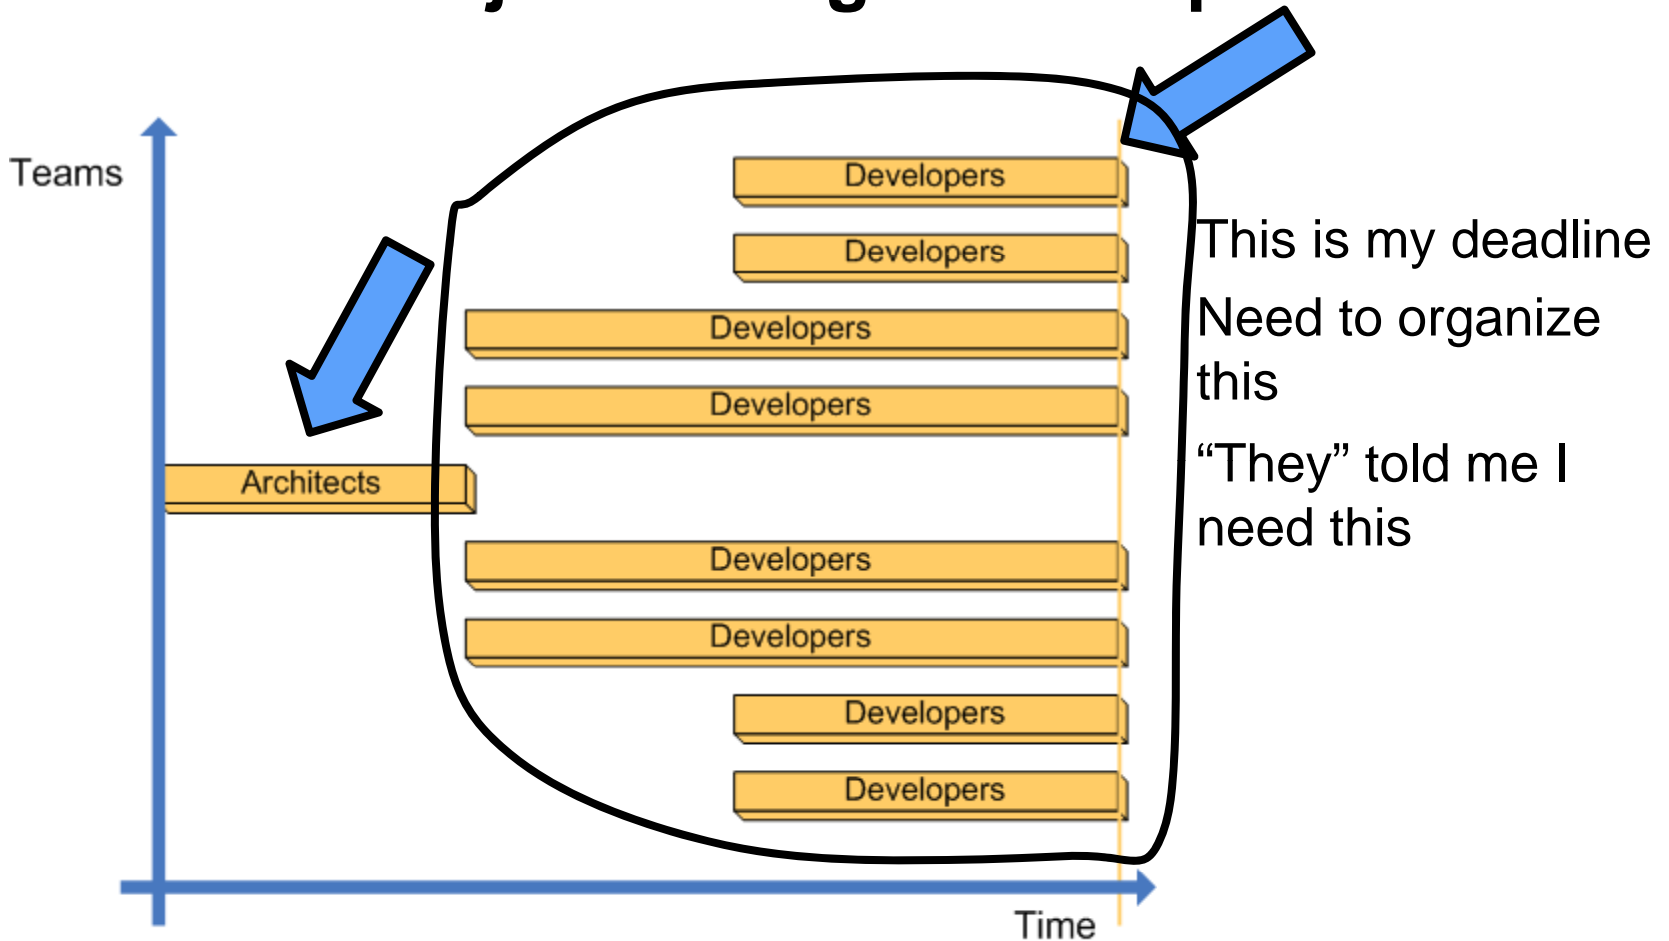 Teams
Developers
Developers
Developers
Developers
Architects
Developers
Developers
Developers
Developers
Time
This is my deadline
Need to organize
this
“They” told me I
need this